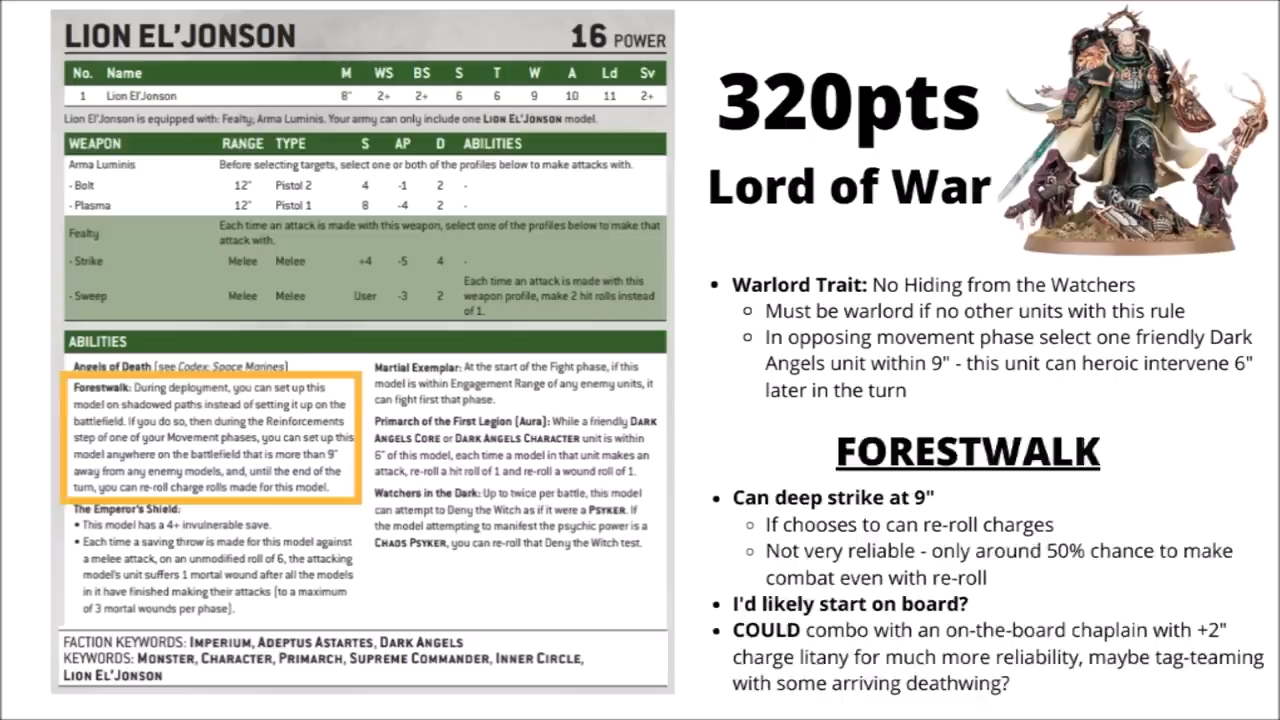 LION EL'JONSON 16 POWER
No. Name M WS BS S T W A Ld Sv
1 Lion El'Jonson 8" 2+ 2+ 6 6 9 10 11 2+
Lion El'Jonson is equipped with: Fealty; Arma Luminis. Your army can only include one LION EL'JONSON model.
WEAPON RANGE TYPE S AP D ABILITIES
Arma Luminis Before selecting targets, select one or both of the profiles below to make attacks with.
- Bolt 12" Pistol 2 4 -1 2 -
- Plasma 12" Pistol 1 8 -4 2 -
Fealty Each time an attack is made with this weapon, select one of the profiles below to make that
attack with.
- Strike Melee Melee +4 -5 4 -
- Sweep Melee Melee User -3 2 Each time an attack is made with this
weapon profile, make 2 hit rolls instead
of 1.
ABILITIES
Angels of Death (see Codex: Space Marines)
Forestwalk: During deployment, you can set up this
model on shadowed paths instead of setting it up on the
battlefield. If you do so, then during the Reinforcements
step of one of your Movement phases, you can set up this
model anywhere on the battlefield that is more than 9"
away from any enemy models, and, until the end of the
turn, you can re-roll charge rolls made for this model.
The Emperor's Shield:
• This model has a 4+ invulnerable save.
• Each time a saving throw is made for this model against
a melee attack, on an unmodified roll of 6, the attacking
model's unit suffers 1 mortal wound after all the models
in it have finished making their attacks (to a maximum
of 3 mortal wounds per phase).
Martial Exemplar: At the start of the Fight phase, if this
model is within Engagement Range of any enemy units, it
can fight first that phase.
Primarch of the First Legion (Aura): While a friendly DARK
ANGELS CORE or DARK ANGELS CHARACTER unit is within
6" of this model, each time a model in that unit makes an
attack, re-roll a hit roll of 1 and re-roll a wound roll of 1.
Watchers in the Dark: Up to twice per battle, this model
can attempt to Deny the Witch as if it were a PSYKER. If
the model attempting to manifest the psychic power is a
CHAOS PSYKER, you can re-roll that Deny the Witch test.
FACTION KEYWORDS: IMPERIUM, ADEPTUS ASTARTES, DARK ANGELS
KEYWORDS: MONSTER, CHARACTER, PRIMARCH, SUPREME COMMANDER, INNER CIRCLE,
LION EL'JONSON
320pts
Lord of War
• Warlord Trait: No Hiding from the Watchers
Must be warlord if no other units with this rule
In opposing movement phase select one friendly Dark
Angels unit within 9" - this unit can heroic intervene 6"
later in the turn
FORESTWALK
• Can deep strike at 9"
If chooses to can re-roll charges
Not very reliable - only around 50% chance to make
combat even with re-roll
• I'd likely start on board?
• COULD combo with an on-the-board chaplain with +2"
charge litany for much more reliability, maybe tag-teaming
with some arriving deathwing?